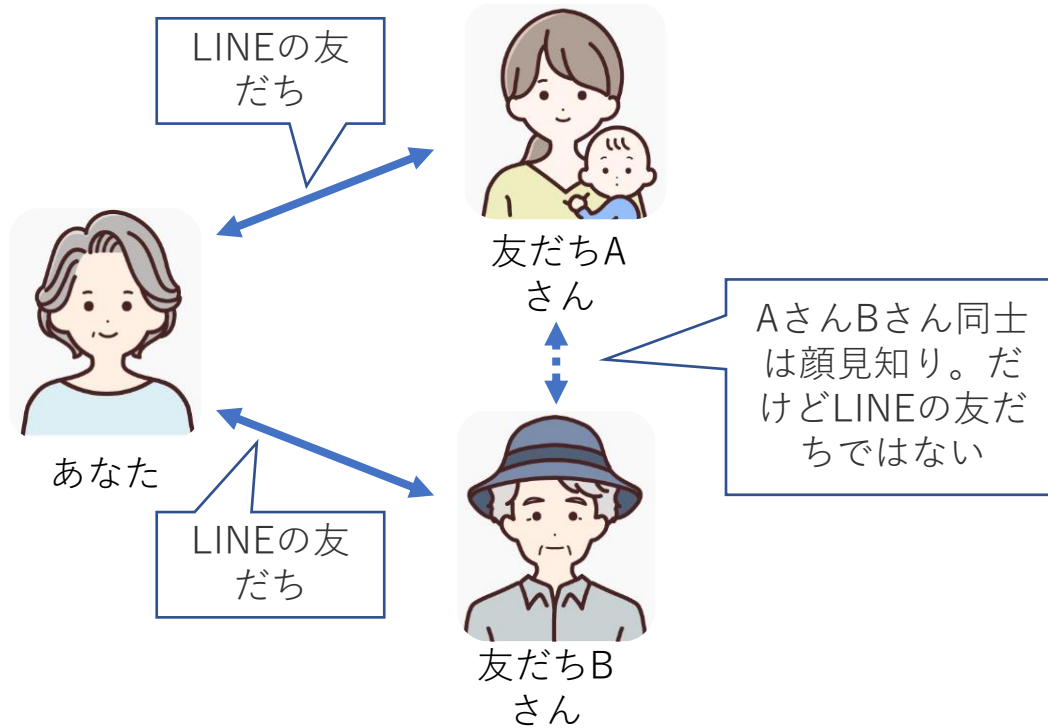 LINEの友
だち
友だちA
さん
AさんBさん同士
は顔見知り。だ
けどLINEの友だ
ちではない
あなた
LINEの友
だち
友だちB
さん